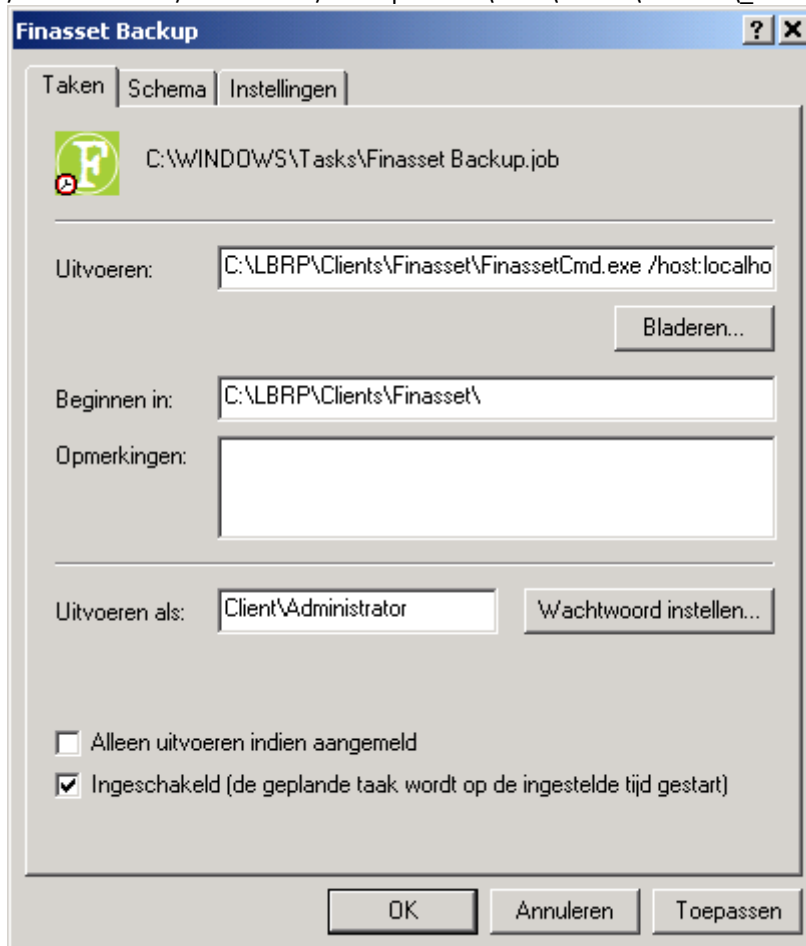 Finasset Backup
Taken Schema Instellingen
C:\WINDOWS\Tasks\Finasset Backup.job
Uitvoeren: C:\LBRP\Clients\Finasset\FinassetCmd.exe /host:localho
Bladeren...
Beginnen in: C:\LBRP\Clients\Finasset\
Opmerkingen:
Uitvoeren als: Client\Administrator Wachtwoord instellen...
Alleen uitvoeren indien aangemeld
Ingeschakeld (de geplande taak wordt op de ingestelde tijd gestart)
OK Annuleren Toepassen